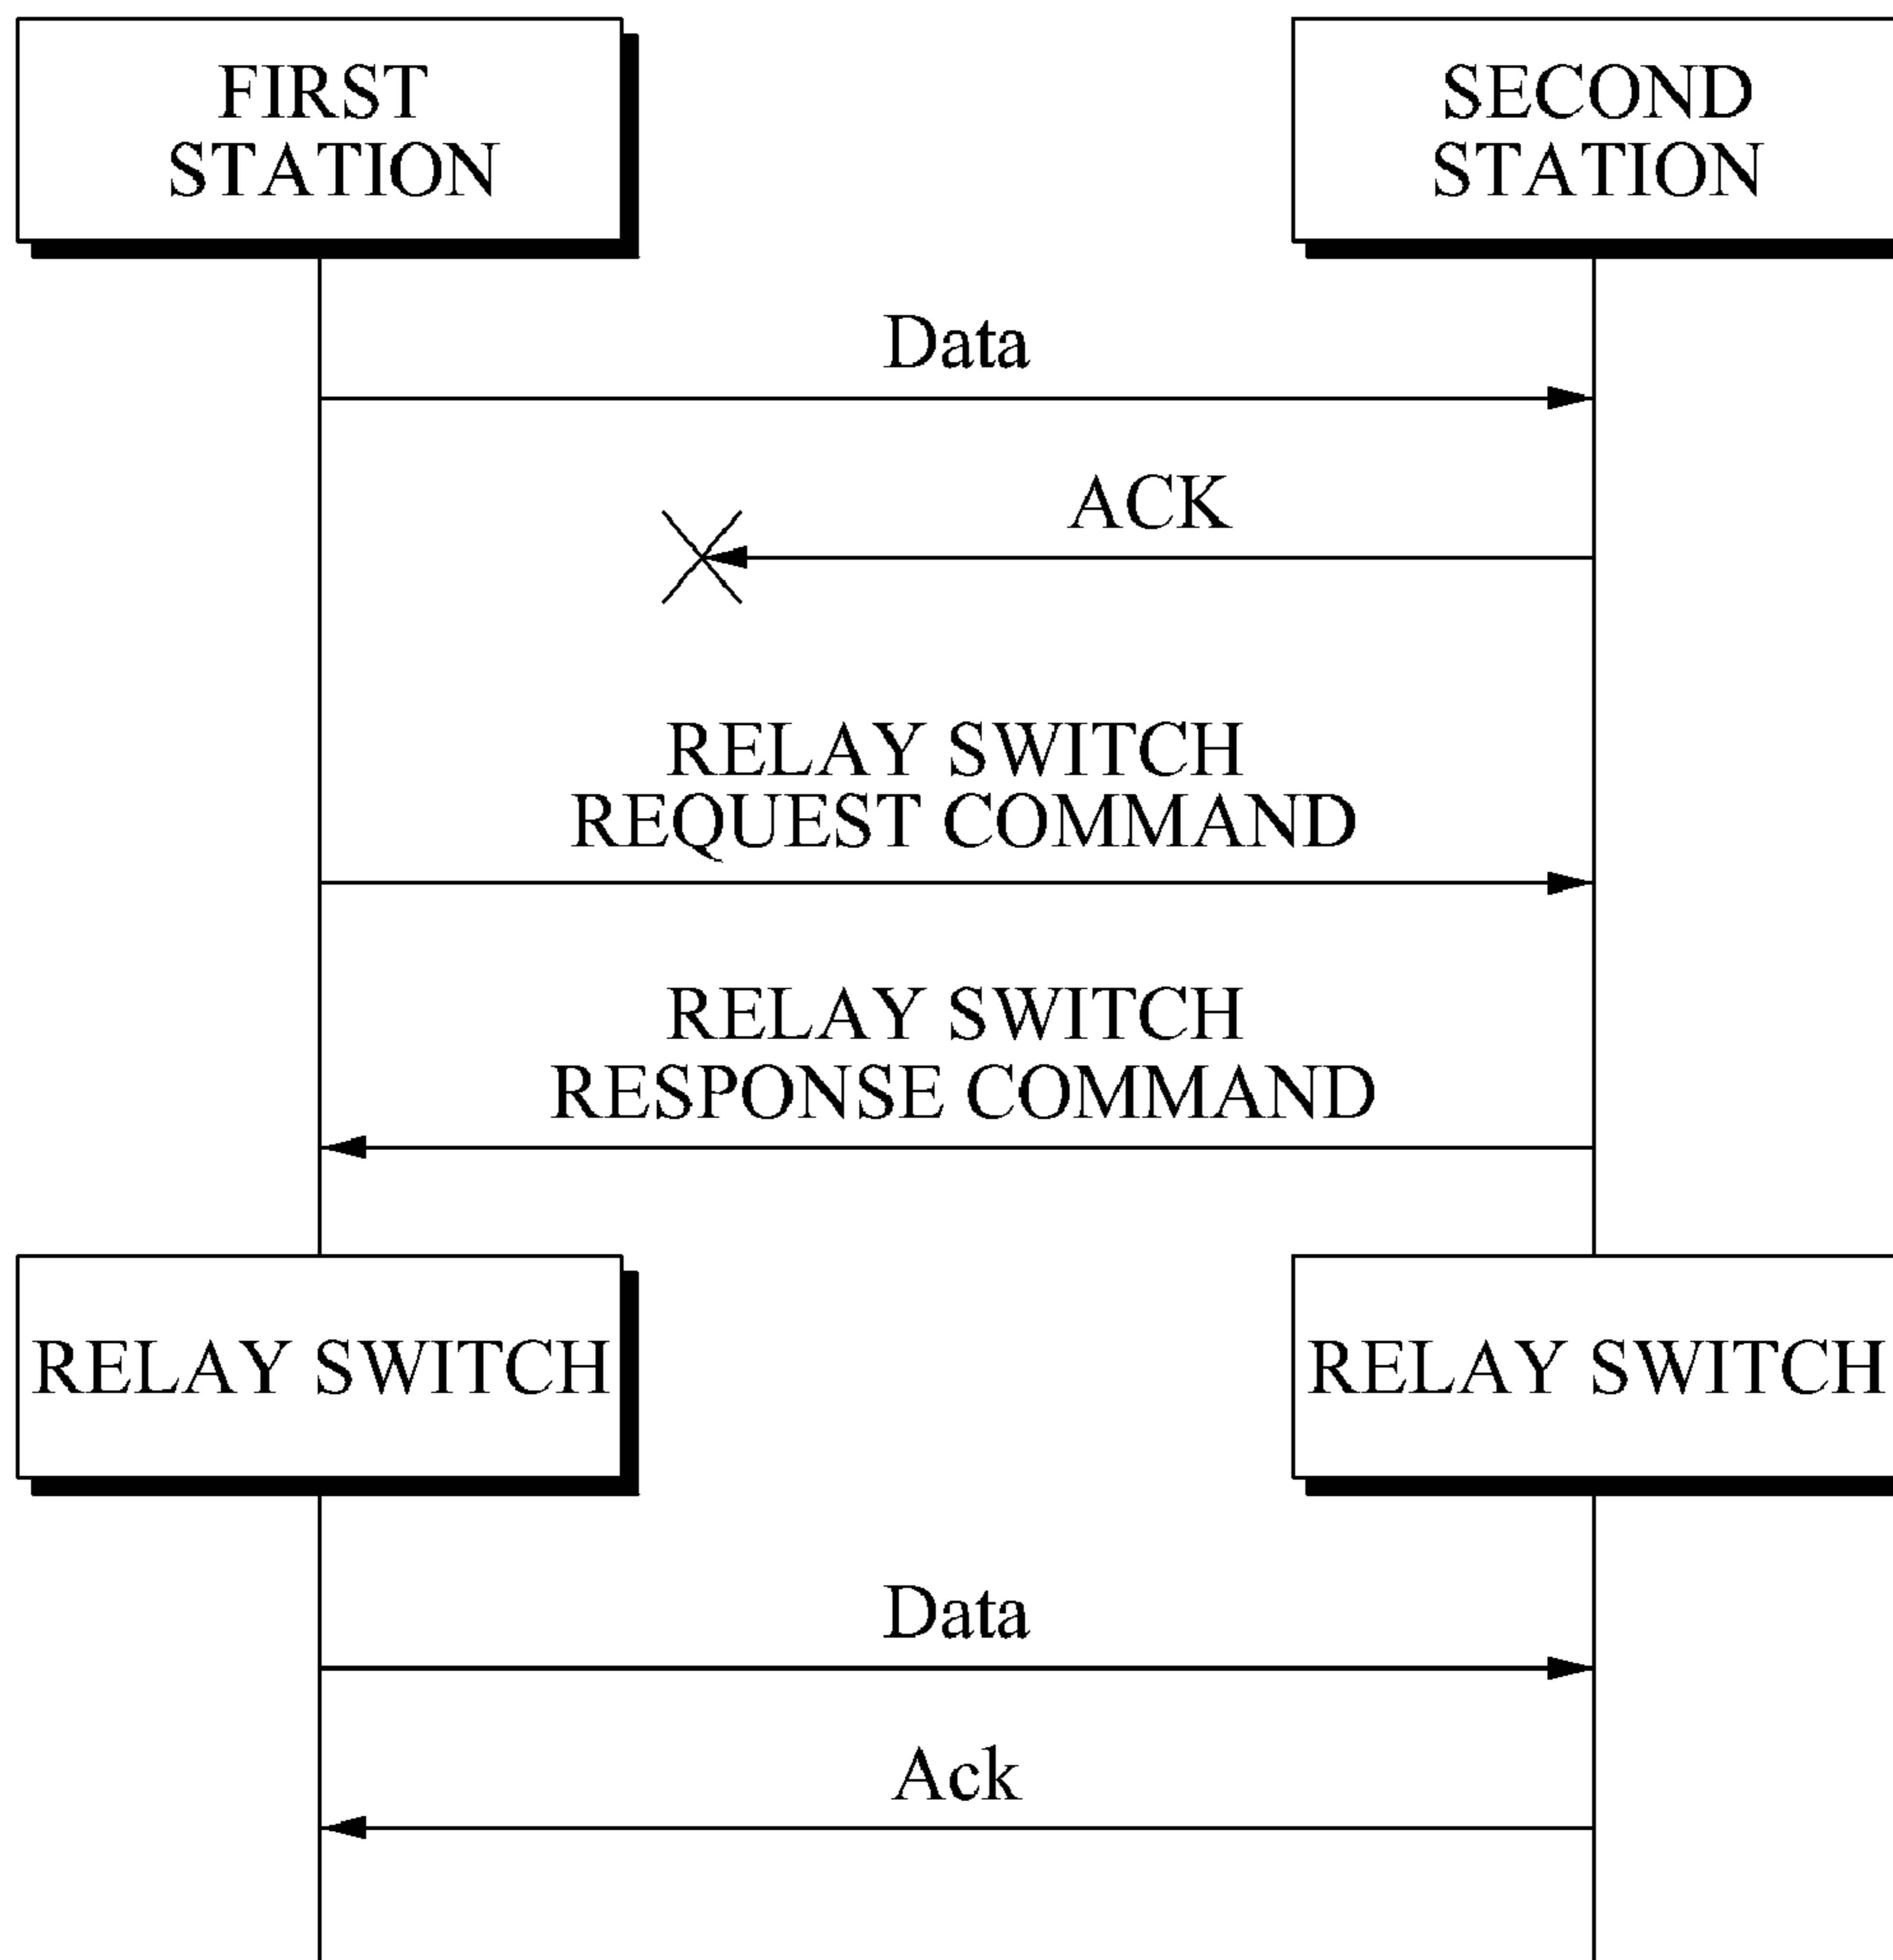 FIRST
STATION
SECOND
STATION
Data
ACK
RELAY SWITCH
REQUEST COMMAND
RELAY SWITCH
RESPONSE COMMAND
RELAY SWITCH
RELAY SWITCH
Data
Ack